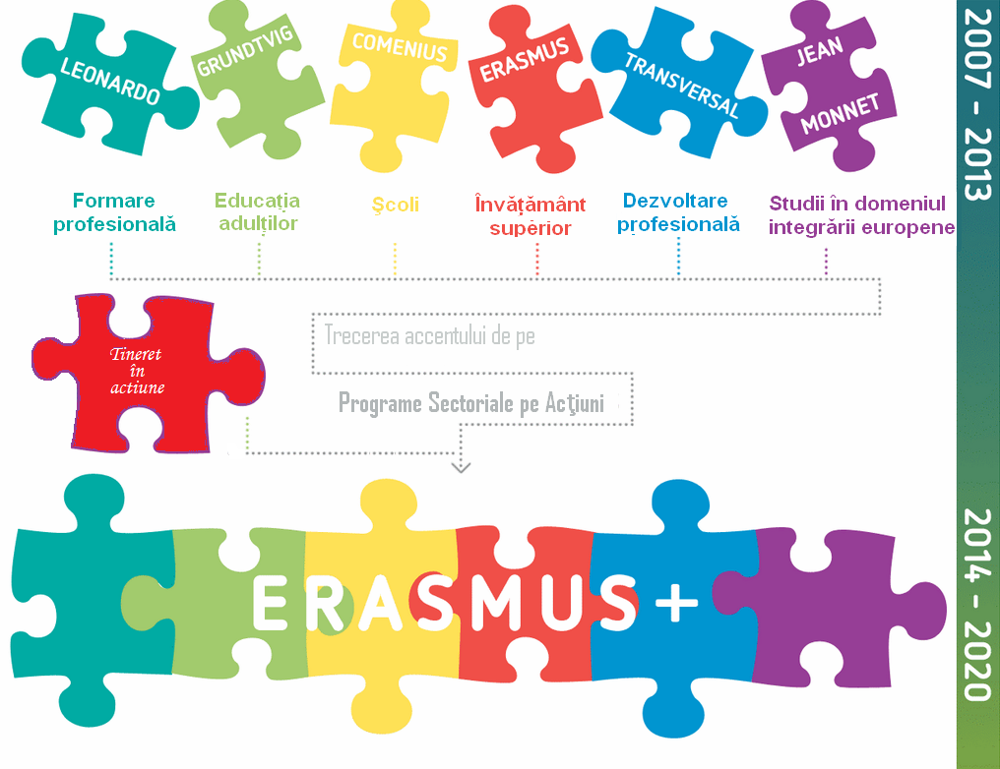 LEONARDO
GRUNDTVIG
COMENIUS
ERASMUS
TRANSVERSAL
JEAN
MONNET
2007 - 2013
Formare
profesională
Educația
adulților
Şcoli
Învățământ
superior
Dezvoltare
profesională
Studii în domeniul
integrării europene
Tineret
în
actiune
Trecerea accentului de pe
Programe Sectoriale pe Acţiuni
ERASMUS+
2014 - 2020